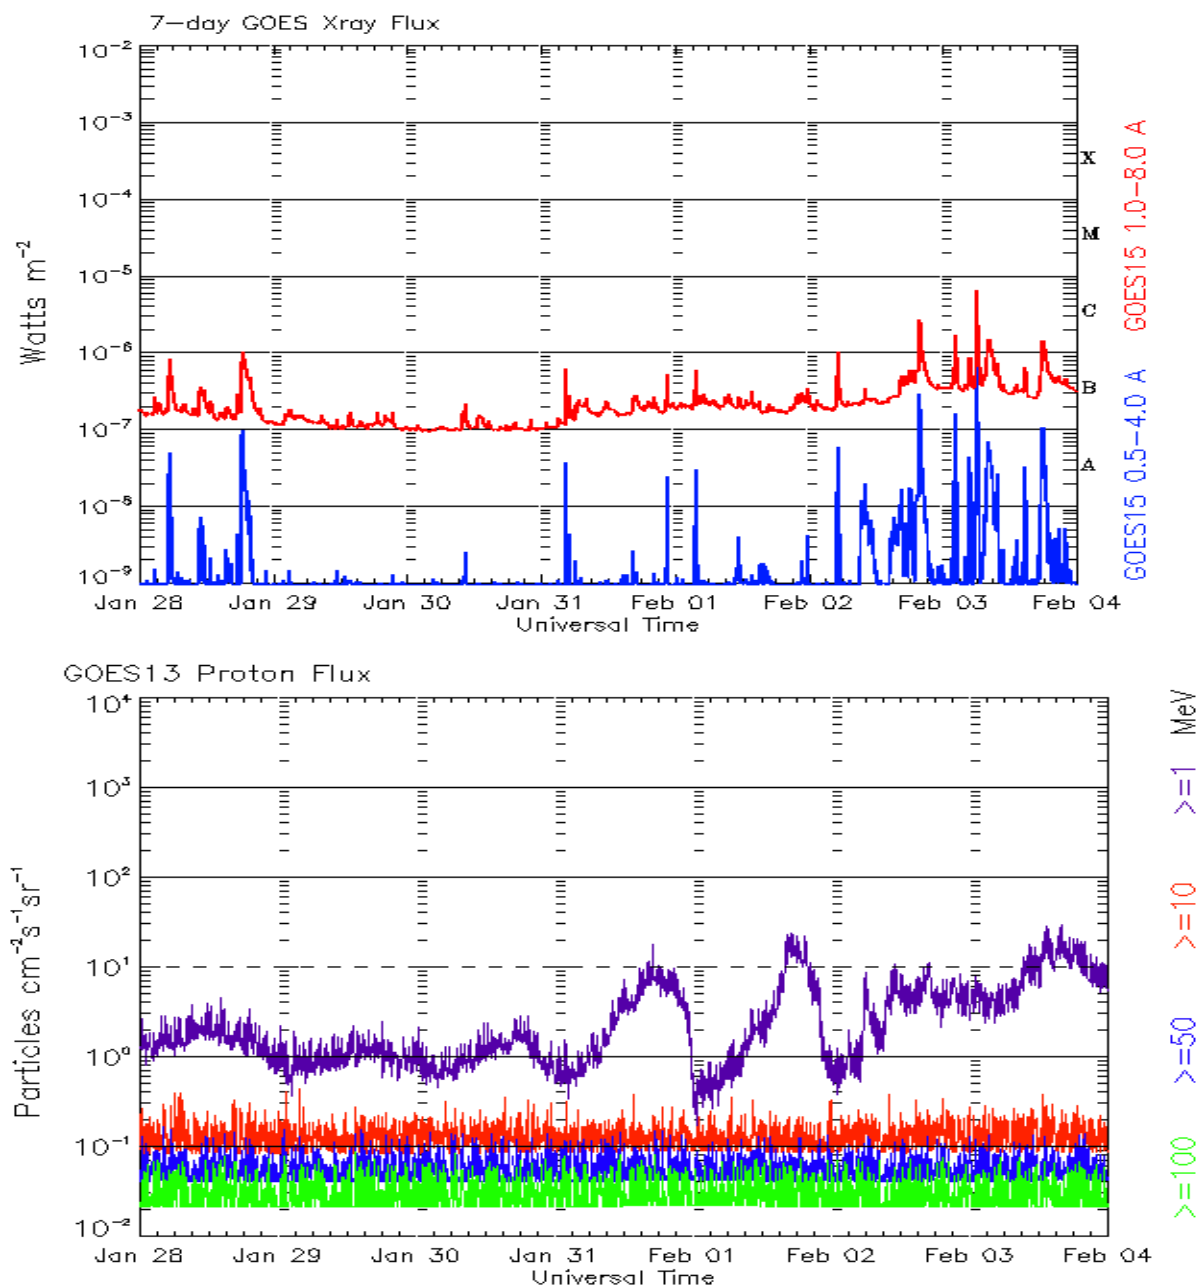 7-day GOES Xray Flux
10⁻²
10⁻³
10⁻⁴
10⁻⁵
10⁻⁶
10⁻⁷
10⁻⁸
10⁻⁹
Watts m⁻²
X
M
C
B
A
GOES15 1.0-8.0 A
GOES15 0.5-4.0 A
Jan 28 Jan 29 Jan 30 Jan 31 Feb 01 Feb 02 Feb 03 Feb 04
Universal Time
GOES13 Proton Flux
10⁴
10³
10²
10¹
10⁰
10⁻¹
10⁻²
Particles cm⁻²s⁻¹sr⁻¹
>=1 MeV
>=10
>=50
>=100
Jan 28 Jan 29 Jan 30 Jan 31 Feb 01 Feb 02 Feb 03 Feb 04
Universal Time